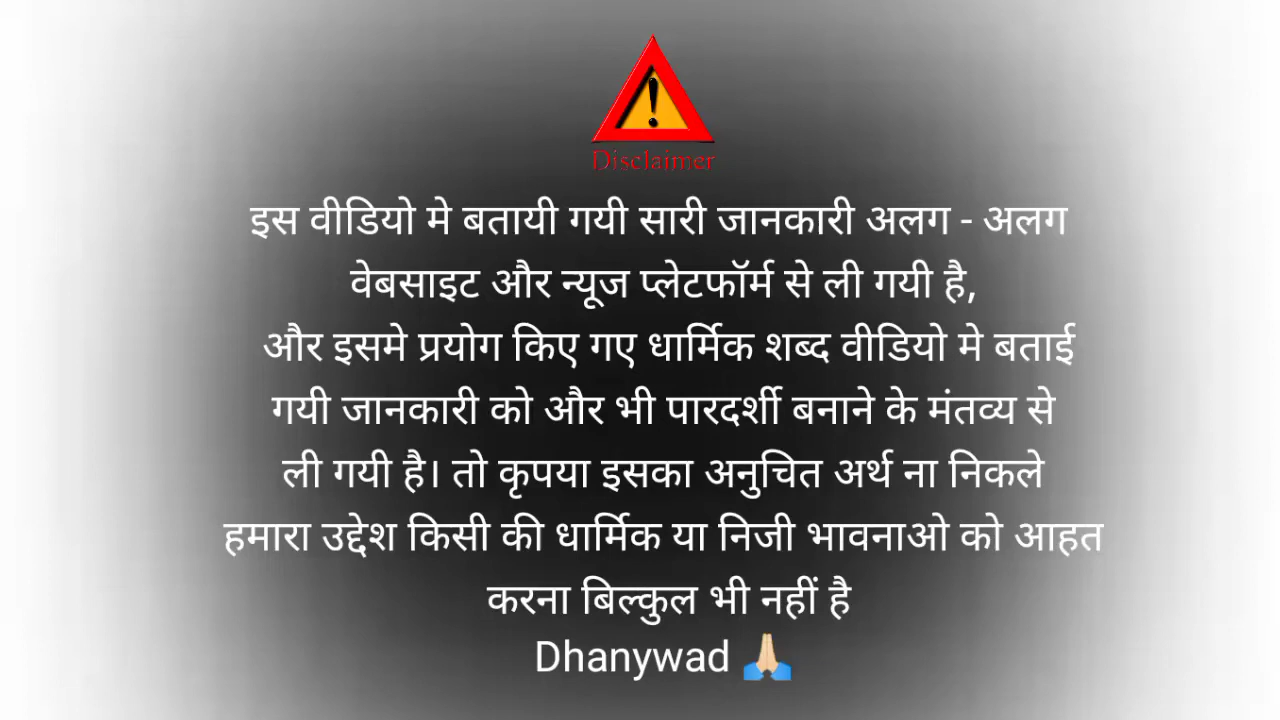 Disclaimer
इस वीडियो मे बतायी गयी सारी जानकारी अलग - अलग
वेबसाइट और न्यूज प्लेटफॉर्म से ली गयी है,
और इसमे प्रयोग किए गए धार्मिक शब्द वीडियो मे बताई
गयी जानकारी को और भी पारदर्शी बनाने के मंतव्य से
ली गयी है। तो कृपया इसका अनुचित अर्थ ना निकले
हमारा उद्देश किसी की धार्मिक या निजी भावनाओ को आहत
करना बिल्कुल भी नहीं है
Dhanywad 🙏🏻